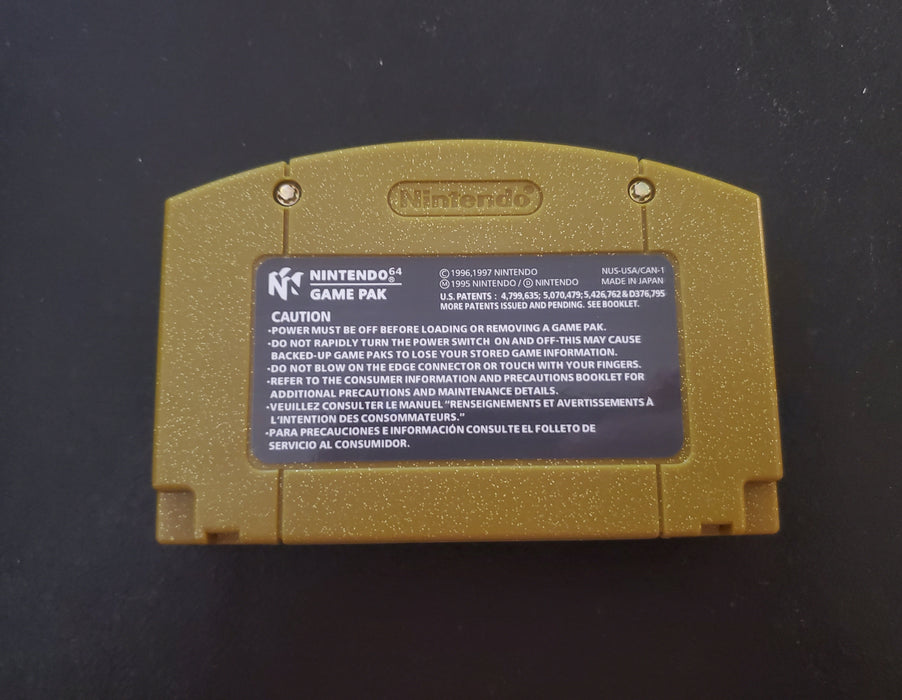 Nintendo®
NINTENDO 64®
GAME PAK
© 1996,1997 NINTENDO
Ⓜ 1995 NINTENDO / Ⓓ NINTENDO
NUS-USA/CAN-1
MADE IN JAPAN
U.S. PATENTS : 4,799,635; 5,070,479; 5,426,762 & D376,795
MORE PATENTS ISSUED AND PENDING. SEE BOOKLET.
CAUTION
·POWER MUST BE OFF BEFORE LOADING OR REMOVING A GAME PAK.
·DO NOT RAPIDLY TURN THE POWER SWITCH ON AND OFF-THIS MAY CAUSE
BACKED-UP GAME PAKS TO LOSE YOUR STORED GAME INFORMATION.
·DO NOT BLOW ON THE EDGE CONNECTOR OR TOUCH WITH YOUR FINGERS.
·REFER TO THE CONSUMER INFORMATION AND PRECAUTIONS BOOKLET FOR
ADDITIONAL PRECAUTIONS AND MAINTENANCE DETAILS.
·VEUILLEZ CONSULTER LE MANUEL "RENSEIGNEMENTS ET AVERTISSEMENTS À
L'INTENTION DES CONSOMMATEURS."
·PARA PRECAUCIONES E INFORMACIÓN CONSULTE EL FOLLETO DE
SERVICIO AL CONSUMIDOR.